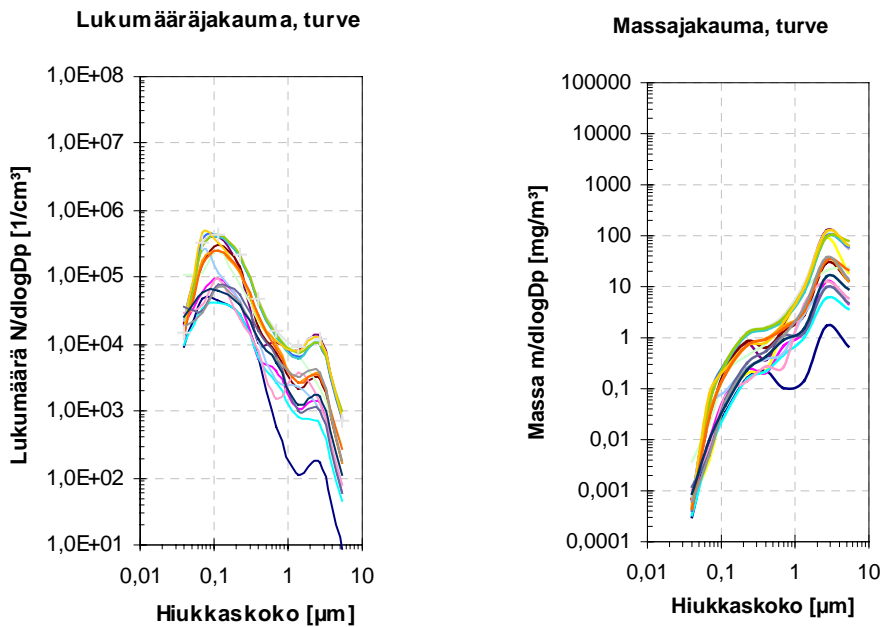 Lukumääräjakauma, turve
1,0E+08
1,0E+07
1,0E+06
1,0E+05
1,0E+04
1,0E+03
1,0E+02
1,0E+01
0,01 0,1 1 10
Lukumäärä N/dlogDp [1/cm³]
Hiukkaskoko [µm]
Massajakauma, turve
100000
10000
1000
100
10
1
0,1
0,01
0,001
0,0001
0,01 0,1 1 10
Massa m/dlogDp [mg/m³]
Hiukkaskoko [µm]